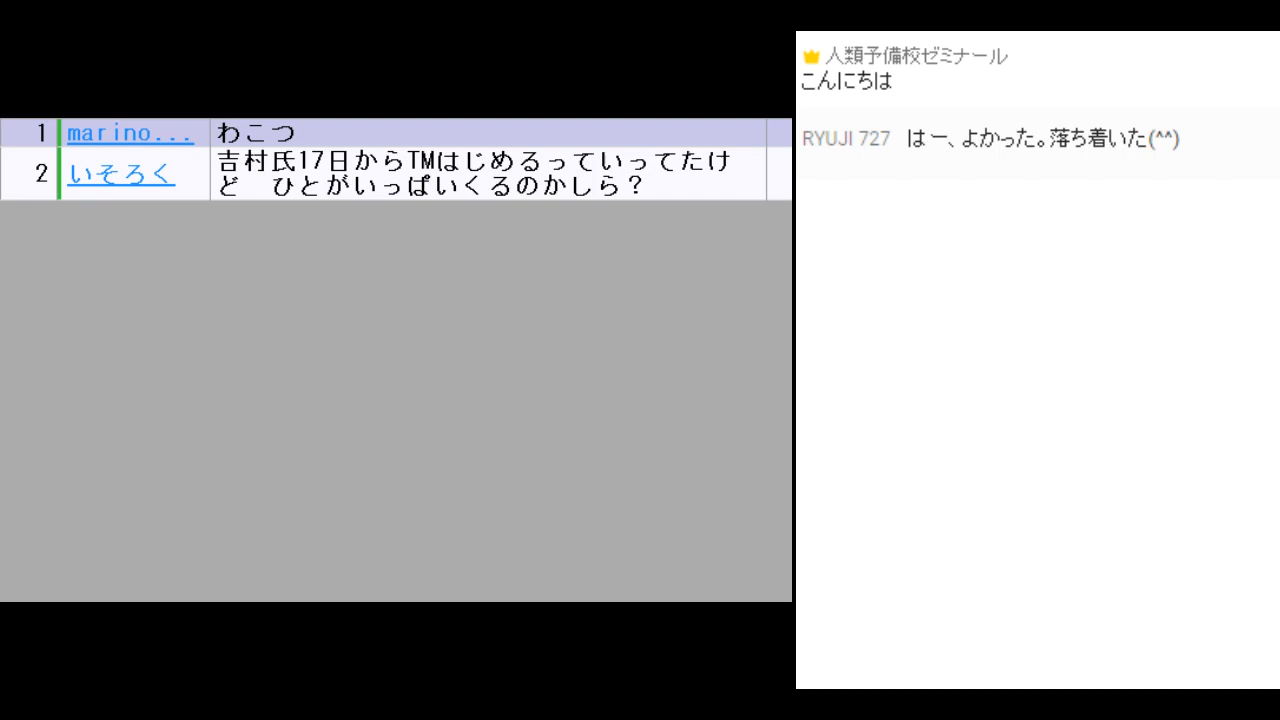 1 marino... わこつ
2 いそろく 吉村氏17日からTMはじめるっていってたけ
ど　ひとがいっぱいくるのかしら？
人類予備校ゼミナール
こんにちは
RYUJI 727 はー、よかった。落ち着いた(^^)